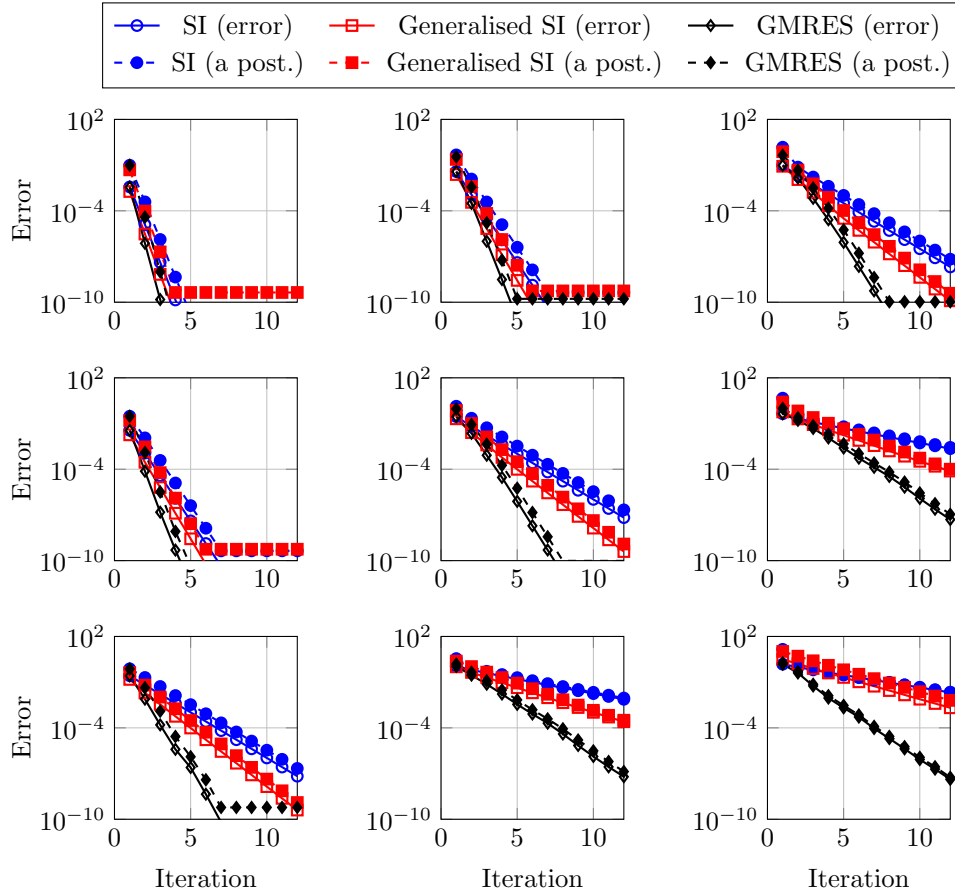 SI (error) Generalised SI (error) GMRES (error)
SI (a post.) Generalised SI (a post.) GMRES (a post.)
10^2 10^2 10^2
Error
10^−4 10^−4 10^−4
10^−10 10^−10 10^−10
0 5 10 0 5 10 0 5 10
10^2 10^2 10^2
Error
10^−4 10^−4 10^−4
10^−10 10^−10 10^−10
0 5 10 0 5 10 0 5 10
10^2 10^2 10^2
Error
10^−4 10^−4 10^−4
10^−10 10^−10 10^−10
0 5 10 0 5 10 0 5 10
Iteration Iteration Iteration